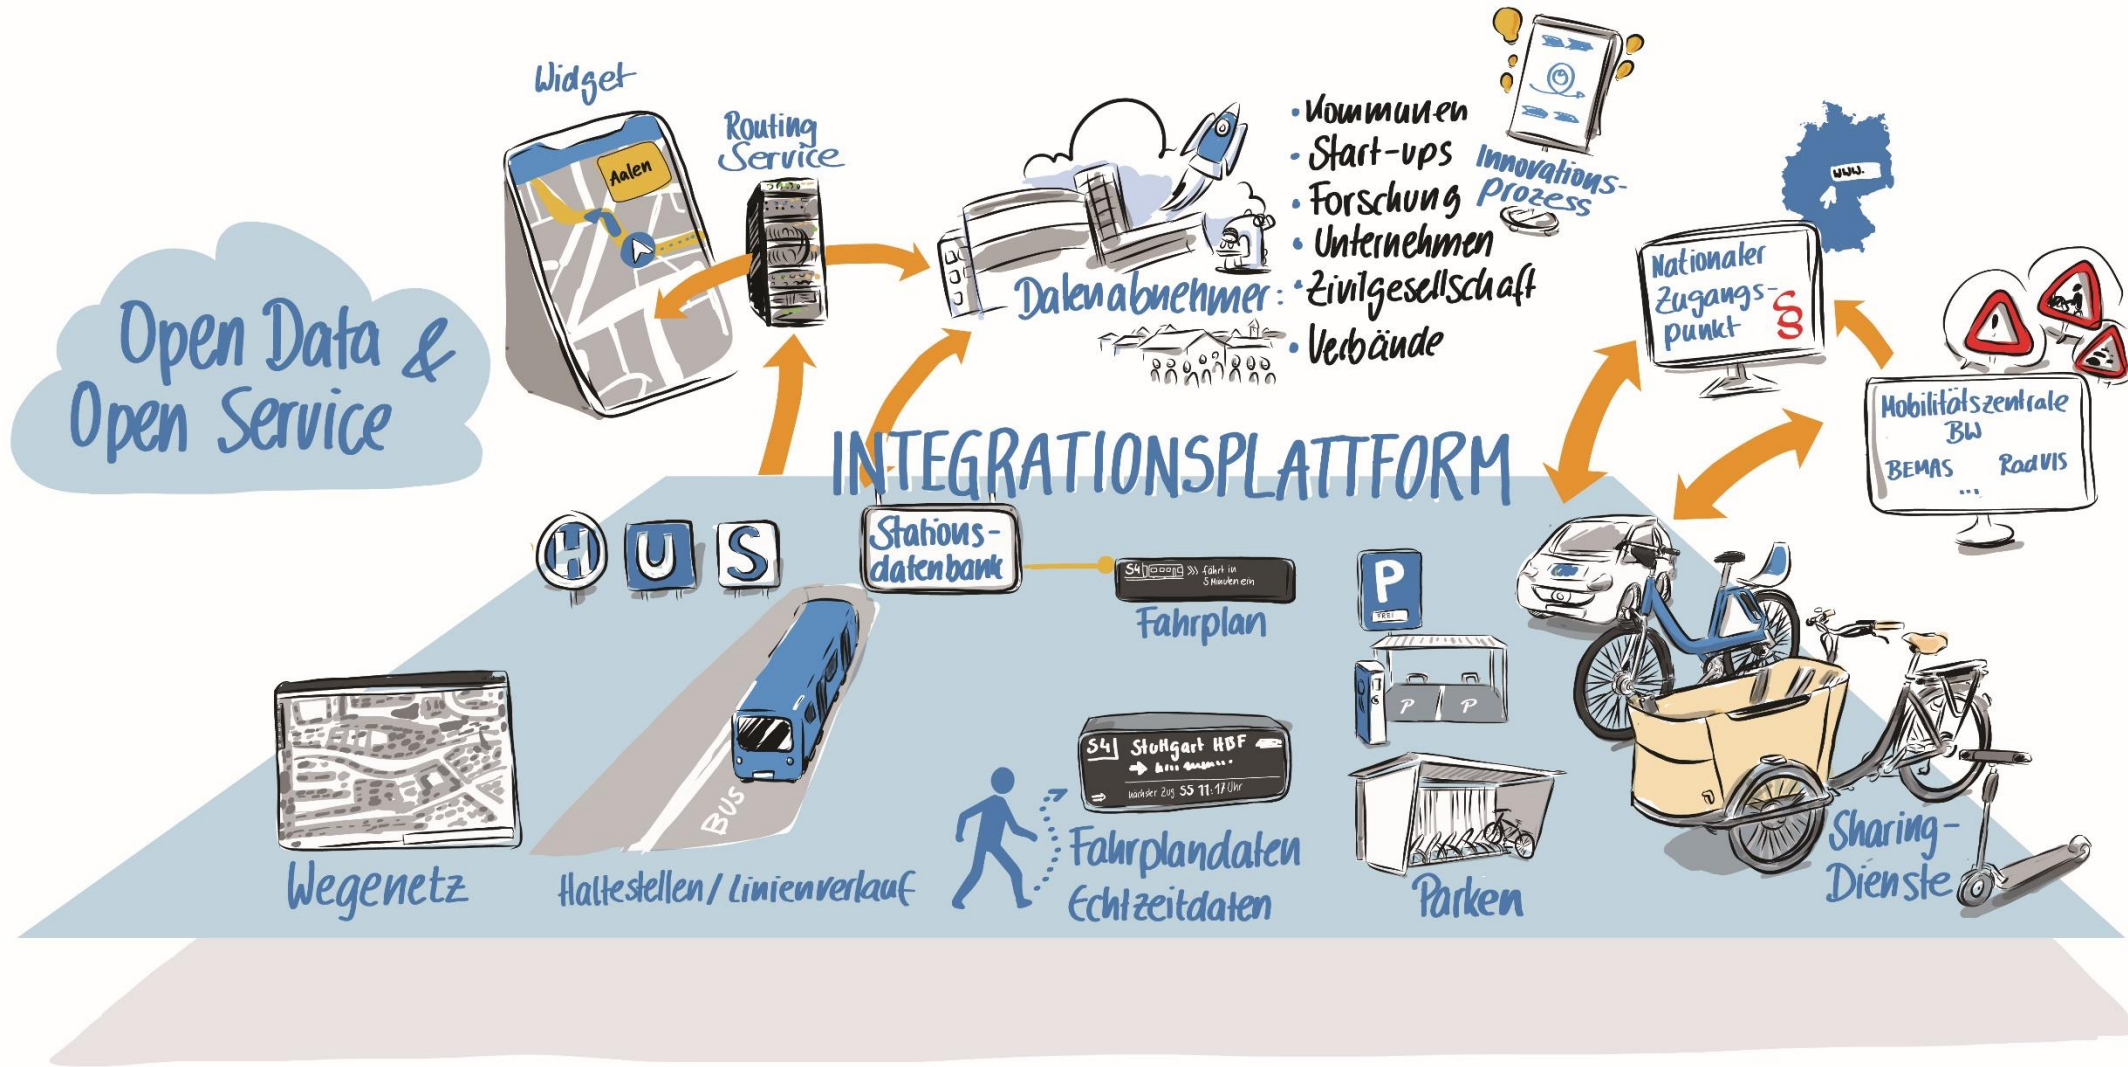 Widget
Aalen
Routing
Service
Open Data &
Open Service
Datenabnehmer:
• Kommunen
• Start-ups
• Forschung
• Unternehmen
• Zivilgesellschaft
• Verbände
Innovations-
Prozess
www.
Nationaler
Zugangs-
punkt
§
Mobilitätszentrale
BW
BEMAS RadVIS
...
INTEGRATIONSPLATTFORM
H
U
S
Stations-
datenbank
S4 >>> fährt in
5 Minuten ein
Fahrplan
P
FREI
P P
BUS
S4 Stuttgart HBF
nächster Zug S5 11:17 Uhr
Wegenetz
Haltestellen / Linienverlauf
Fahrplandaten
Echtzeitdaten
Parken
Sharing-
Dienste